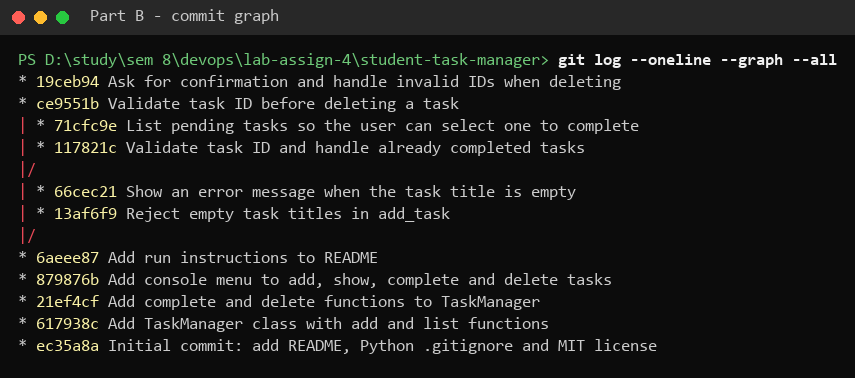 Part B - commit graph
PS D:\study\sem 8\devops\lab-assign-4\student-task-manager> git log --oneline --graph --all
* 19ceb94 Ask for confirmation and handle invalid IDs when deleting
* ce9551b Validate task ID before deleting a task
| * 71cfc9e List pending tasks so the user can select one to complete
| * 117821c Validate task ID and handle already completed tasks
|/
| * 66cec21 Show an error message when the task title is empty
| * 13af6f9 Reject empty task titles in add_task
|/
* 6aeee87 Add run instructions to README
* 879876b Add console menu to add, show, complete and delete tasks
* 21ef4cf Add complete and delete functions to TaskManager
* 617938c Add TaskManager class with add and list functions
* ec35a8a Initial commit: add README, Python .gitignore and MIT license